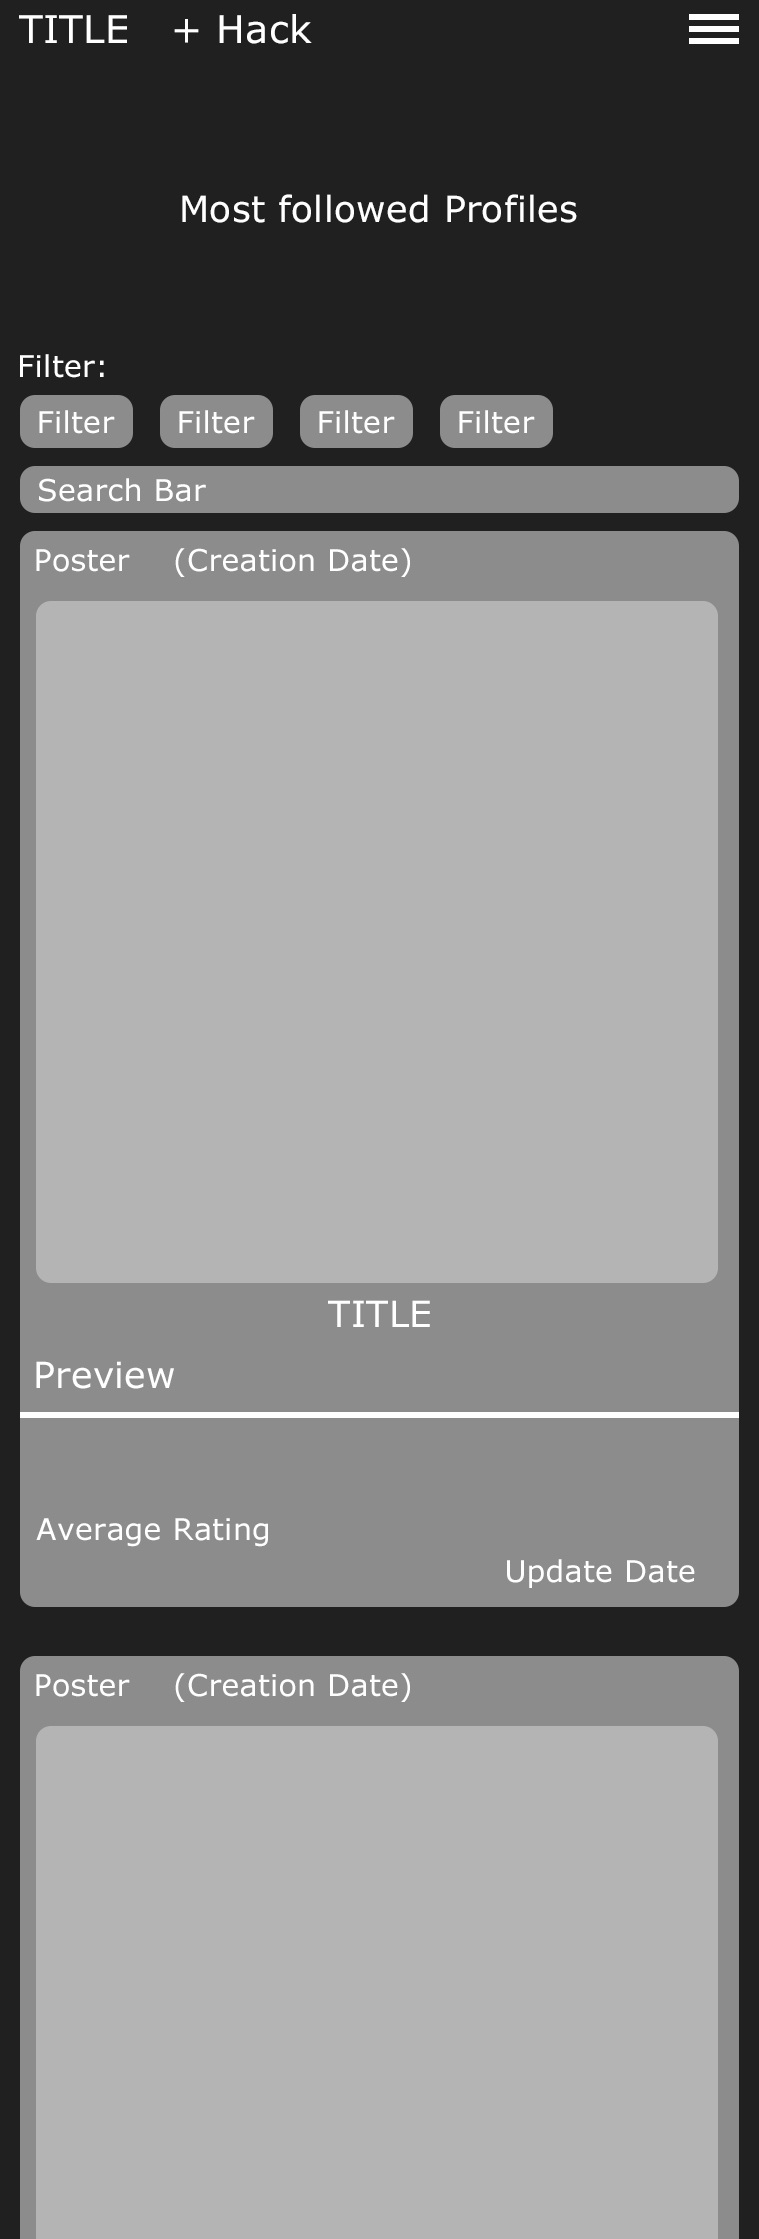 TITLE + Hack
Most followed Profiles
Filter:
Filter Filter Filter Filter
Search Bar
Poster (Creation Date)
TITLE
Preview
Average Rating
Update Date
Poster (Creation Date)